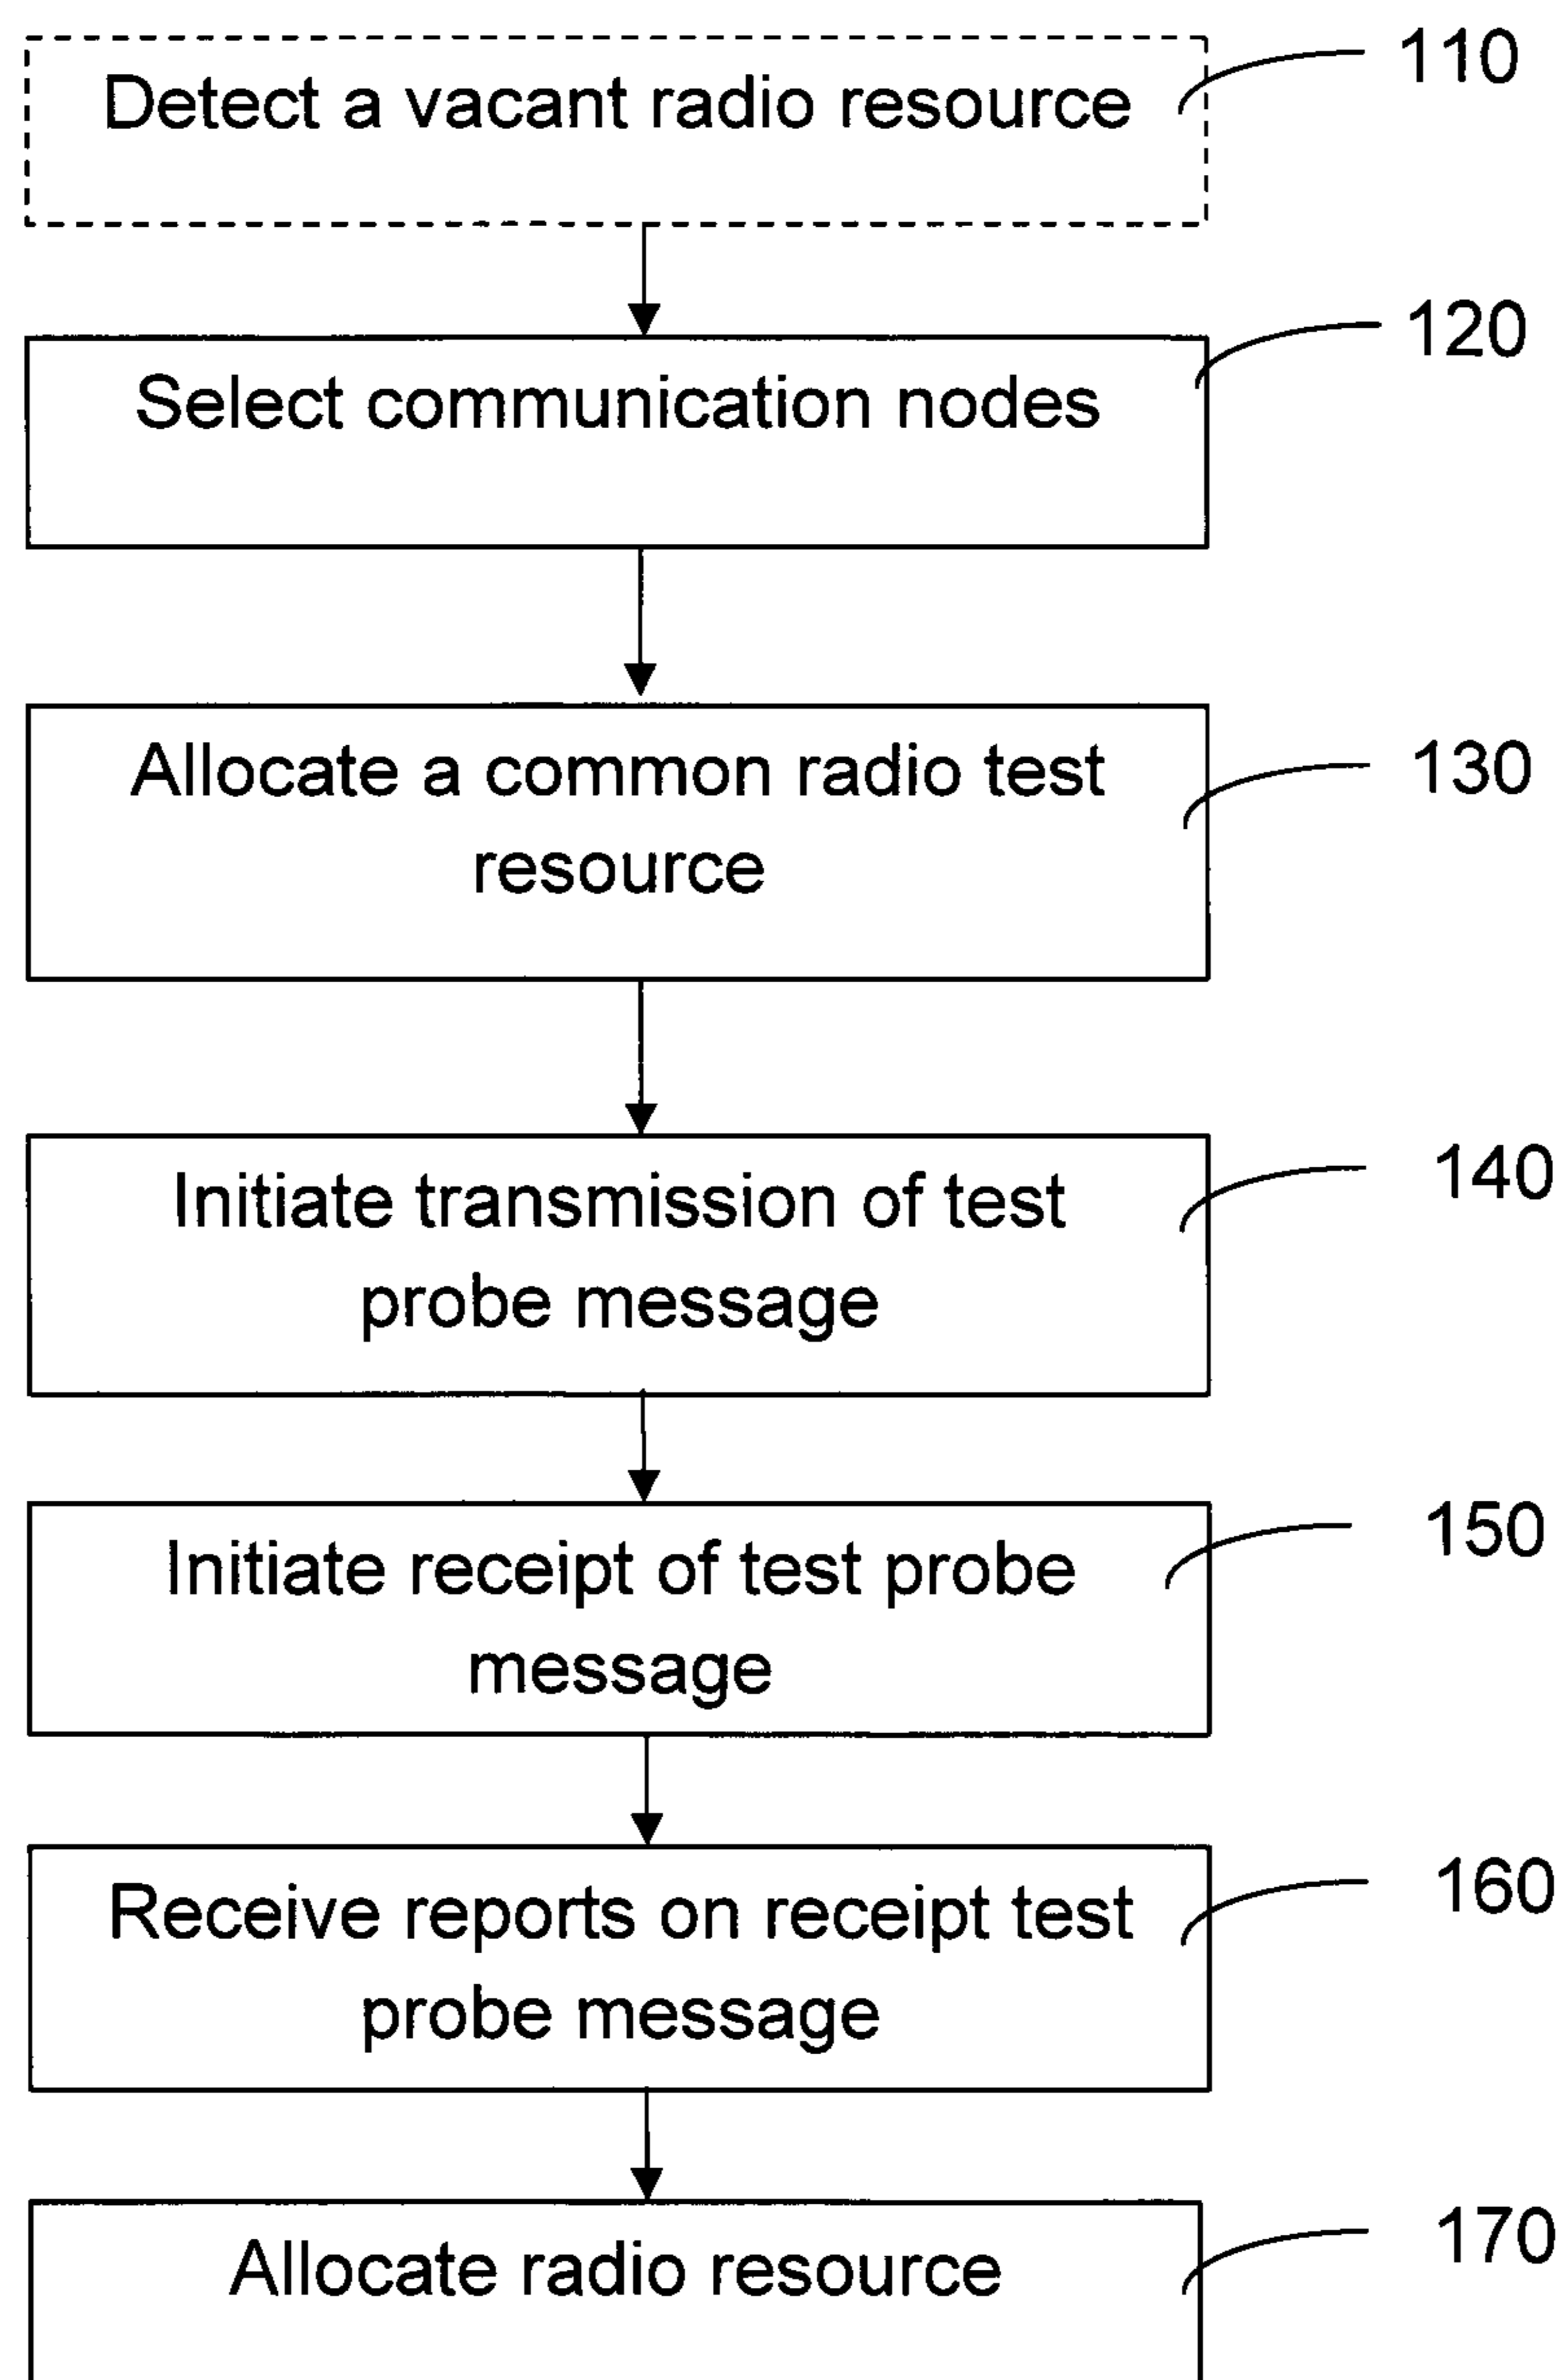 Detect a vacant radio resource
110
Select communication nodes
120
Allocate a common radio test
resource
130
Initiate transmission of test
probe message
140
Initiate receipt of test probe
message
150
Receive reports on receipt test
probe message
160
Allocate radio resource
170